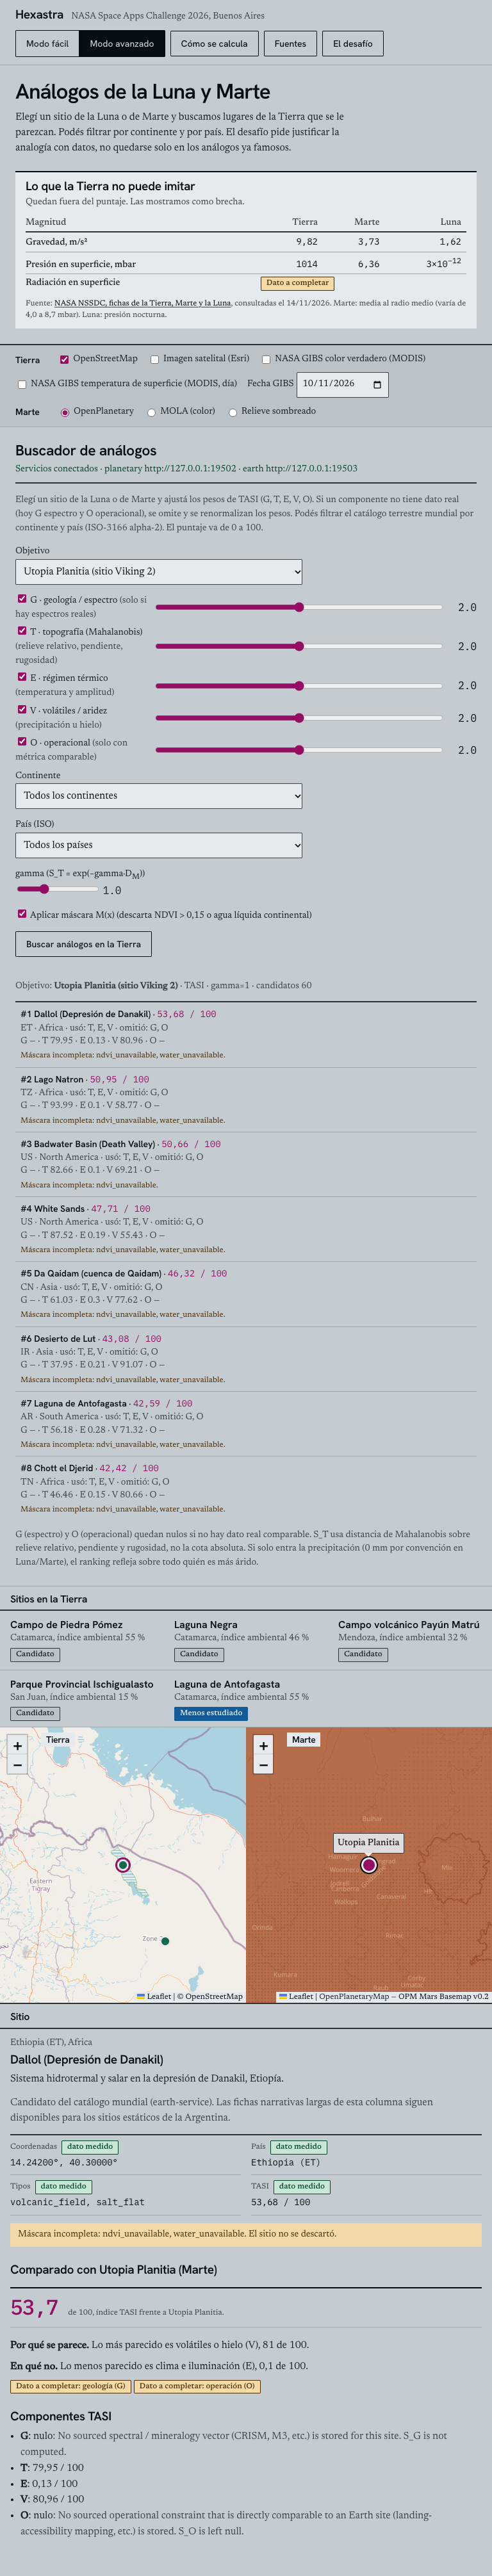 Hexastra NASA Space Apps Challenge 2026, Buenos Aires
Modo fácil Modo avanzado Cómo se calcula Fuentes El desafío
Análogos de la Luna y Marte
Elegí un sitio de la Luna o de Marte y buscamos lugares de la Tierra que se le
parezcan. Podés filtrar por continente y por país. El desafío pide justificar la
analogía con datos, no quedarse solo en los análogos ya famosos.
Lo que la Tierra no puede imitar
Quedan fuera del puntaje. Las mostramos como brecha.
Magnitud Tierra Marte Luna
Gravedad, m/s² 9,82 3,73 1,62
Presión en superficie, mbar 1014 6,36 3×10⁻¹²
Radiación en superficie Dato a completar
Fuente: NASA NSSDC, fichas de la Tierra, Marte y la Luna, consultadas el 14/11/2026. Marte: media al radio medio (varía de
4,0 a 8,7 mbar). Luna: presión nocturna.
Tierra OpenStreetMap Imagen satelital (Esri) NASA GIBS color verdadero (MODIS)
NASA GIBS temperatura de superficie (MODIS, día) Fecha GIBS 10/11/2026
Marte OpenPlanetary MOLA (color) Relieve sombreado
Buscador de análogos
Servicios conectados · planetary http://127.0.0.1:19502 · earth http://127.0.0.1:19503
Elegí un sitio de la Luna o de Marte y ajustá los pesos de TASI (G, T, E, V, O). Si un componente no tiene dato real
(hoy G espectro y O operacional), se omite y se renormalizan los pesos. Podés filtrar el catálogo terrestre mundial por
continente y país (ISO-3166 alpha-2). El puntaje va de 0 a 100.
Objetivo
Utopia Planitia (sitio Viking 2)
G · geología / espectro (solo si
hay espectros reales) 2.0
T · topografía (Mahalanobis)
(relieve relativo, pendiente, 2.0
rugosidad)
E · régimen térmico
(temperatura y amplitud) 2.0
V · volátiles / aridez
(precipitación u hielo) 2.0
O · operacional (solo con
métrica comparable) 2.0
Continente
Todos los continentes
País (ISO)
Todos los países
gamma (S_T = exp(−gamma·D_M))
1.0
Aplicar máscara M(x) (descarta NDVI > 0,15 o agua líquida continental)
Buscar análogos en la Tierra
Objetivo: Utopia Planitia (sitio Viking 2) · TASI · gamma=1 · candidatos 60
#1 Dallol (Depresión de Danakil) · 53,68 / 100
ET · Africa · usó: T, E, V · omitió: G, O
G — · T 79.95 · E 0.13 · V 80.96 · O —
Máscara incompleta: ndvi_unavailable, water_unavailable.
#2 Lago Natron · 50,95 / 100
TZ · Africa · usó: T, E, V · omitió: G, O
G — · T 93.99 · E 0.1 · V 58.77 · O —
Máscara incompleta: ndvi_unavailable, water_unavailable.
#3 Badwater Basin (Death Valley) · 50,66 / 100
US · North America · usó: T, E, V · omitió: G, O
G — · T 82.66 · E 0.1 · V 69.21 · O —
Máscara incompleta: ndvi_unavailable.
#4 White Sands · 47,71 / 100
US · North America · usó: T, E, V · omitió: G, O
G — · T 87.52 · E 0.19 · V 55.43 · O —
Máscara incompleta: ndvi_unavailable, water_unavailable.
#5 Da Qaidam (cuenca de Qaidam) · 46,32 / 100
CN · Asia · usó: T, E, V · omitió: G, O
G — · T 61.03 · E 0.3 · V 77.62 · O —
Máscara incompleta: ndvi_unavailable, water_unavailable.
#6 Desierto de Lut · 43,08 / 100
IR · Asia · usó: T, E, V · omitió: G, O
G — · T 37.95 · E 0.21 · V 91.07 · O —
Máscara incompleta: ndvi_unavailable, water_unavailable.
#7 Laguna de Antofagasta · 42,59 / 100
AR · South America · usó: T, E, V · omitió: G, O
G — · T 56.18 · E 0.28 · V 71.32 · O —
Máscara incompleta: ndvi_unavailable, water_unavailable.
#8 Chott el Djerid · 42,42 / 100
TN · Africa · usó: T, E, V · omitió: G, O
G — · T 46.46 · E 0.15 · V 80.66 · O —
Máscara incompleta: ndvi_unavailable, water_unavailable.
G (espectro) y O (operacional) quedan nulos si no hay dato real comparable. S_T usa distancia de Mahalanobis sobre
relieve relativo, pendiente y rugosidad, no la cota absoluta. Si solo entra la precipitación (0 mm por convención en
Luna/Marte), el ranking refleja sobre todo quién es más árido.
Sitios en la Tierra
Campo de Piedra Pómez Laguna Negra Campo volcánico Payún Matrú
Catamarca, índice ambiental 55 % Catamarca, índice ambiental 46 % Mendoza, índice ambiental 32 %
Candidato Candidato Candidato
Parque Provincial Ischigualasto Laguna de Antofagasta
San Juan, índice ambiental 15 % Catamarca, índice ambiental 55 %
Candidato Menos estudiado
+ Tierra + Marte
− −
Bulhar
Utopia Planitia
Canberra
Wallops
Canaveral
Eastern
Tigray
Orinda
Zone
Rimac
Kumara
Leaflet | © OpenStreetMap Leaflet | OpenPlanetaryMap — OPM Mars Basemap v0.2
Sitio
Ethiopia (ET), Africa
Dallol (Depresión de Danakil)
Sistema hidrotermal y salar en la depresión de Danakil, Etiopía.
Candidato del catálogo mundial (earth-service). Las fichas narrativas largas de esta columna siguen
disponibles para los sitios estáticos de la Argentina.
Coordenadas dato medido País dato medido
14.24200°, 40.30000° Ethiopia (ET)
Tipos dato medido TASI dato medido
volcanic_field, salt_flat 53,68 / 100
Máscara incompleta: ndvi_unavailable, water_unavailable. El sitio no se descartó.
Comparado con Utopia Planitia (Marte)
53,7 de 100, índice TASI frente a Utopia Planitia.
Por qué se parece. Lo más parecido es volátiles o hielo (V), 81 de 100.
En qué no. Lo menos parecido es clima e iluminación (E), 0,1 de 100.
Dato a completar: geología (G) Dato a completar: operación (O)
Componentes TASI
• G: nulo: No sourced spectral / mineralogy vector (CRISM, M3, etc.) is stored for this site. S_G is not
computed.
• T: 79,95 / 100
• E: 0,13 / 100
• V: 80,96 / 100
• O: nulo: No sourced operational constraint that is directly comparable to an Earth site (landing-
accessibility mapping, etc.) is stored. S_O is left null.